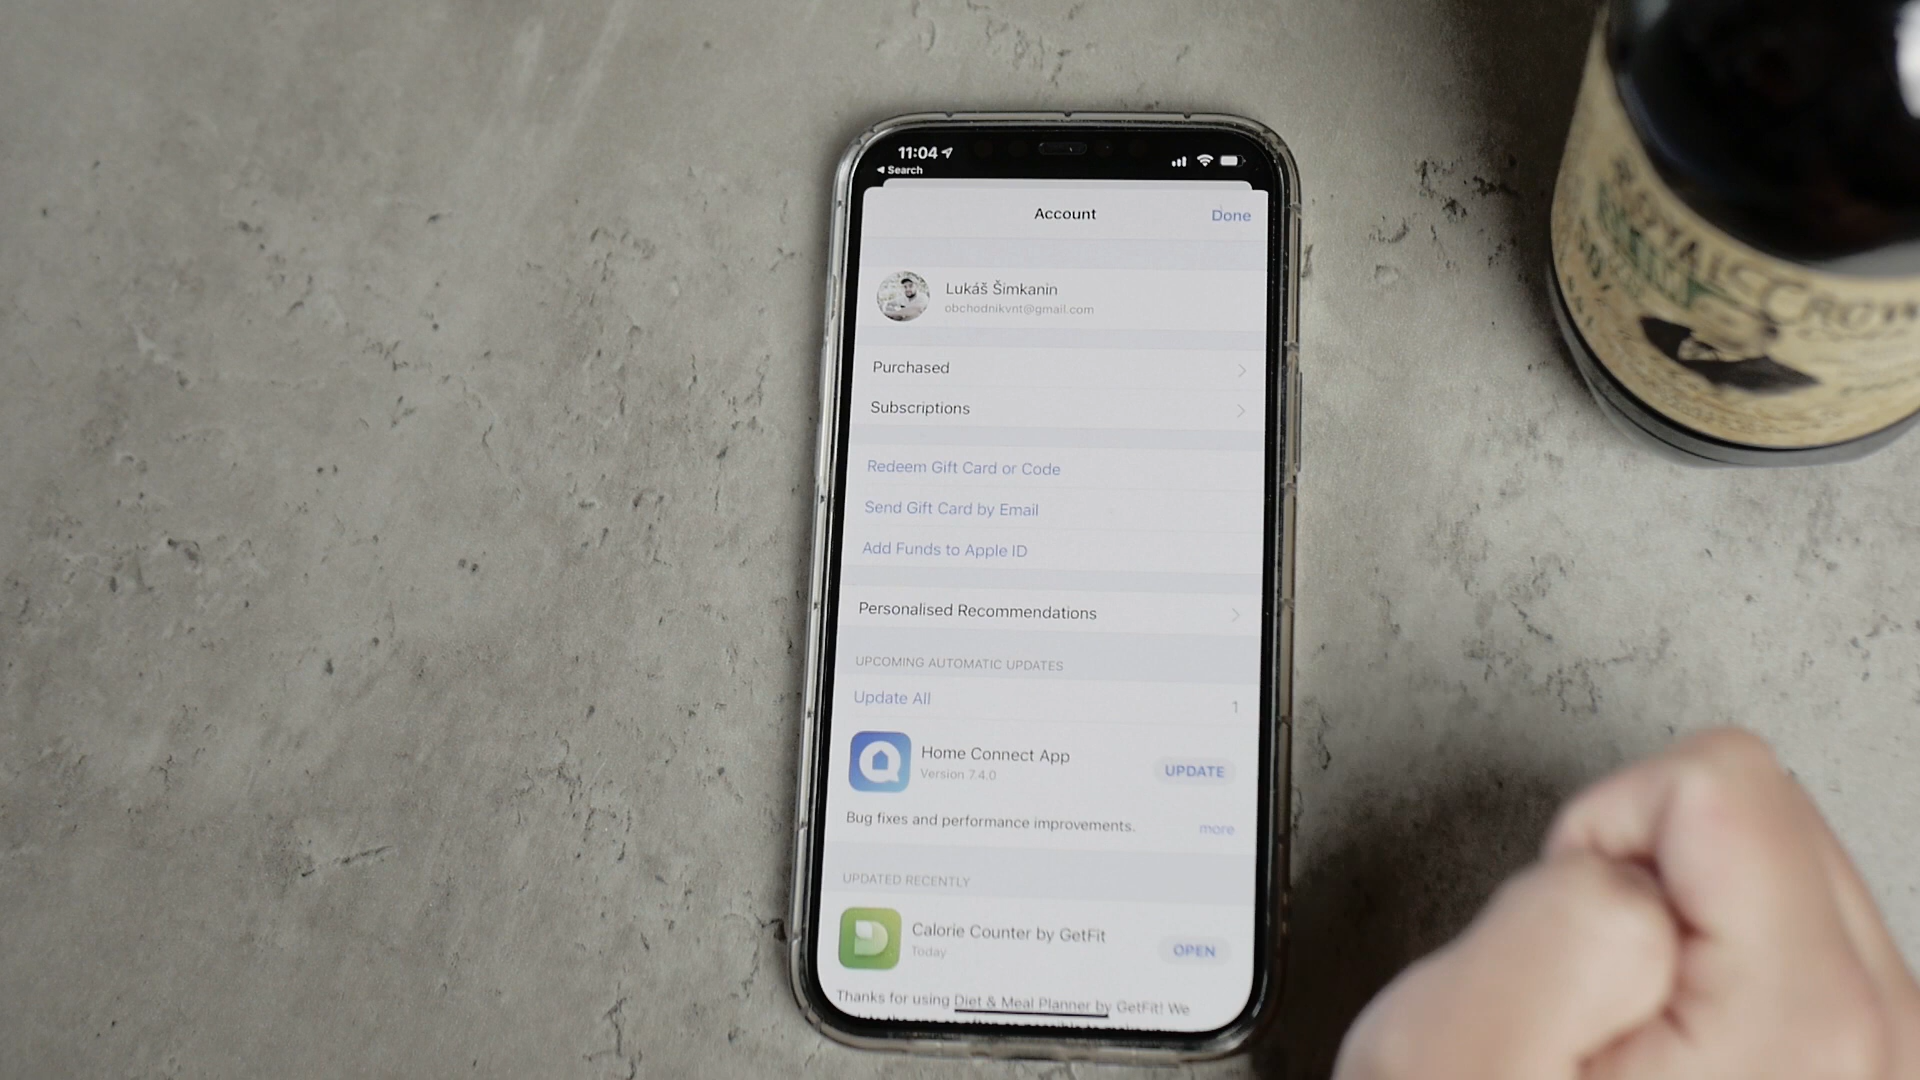 11:04
Search
Account
Done
Lukáš Šimkanin
obchodnikvnt@gmail.com
Purchased
Subscriptions
Redeem Gift Card or Code
Send Gift Card by Email
Add Funds to Apple ID
Personalised Recommendations
UPCOMING AUTOMATIC UPDATES
Update All
1
Home Connect App
Version 7.4.0
UPDATE
Bug fixes and performance improvements.
more
UPDATED RECENTLY
Calorie Counter by GetFit
Today
OPEN
Thanks for using Diet & Meal Planner by GetFit! We
ROYAL CROWN